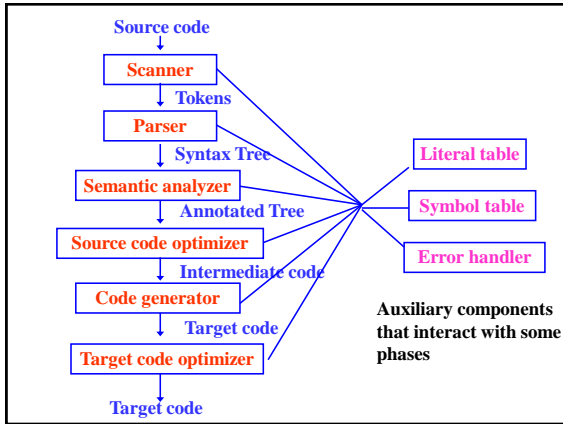 Source code
Scanner
Tokens
Parser
Syntax Tree
Semantic analyzer
Annotated Tree
Source code optimizer
Intermediate code
Code generator
Target code
Target code optimizer
Target code
Literal table
Symbol table
Error handler
Auxiliary components
that interact with some
phases